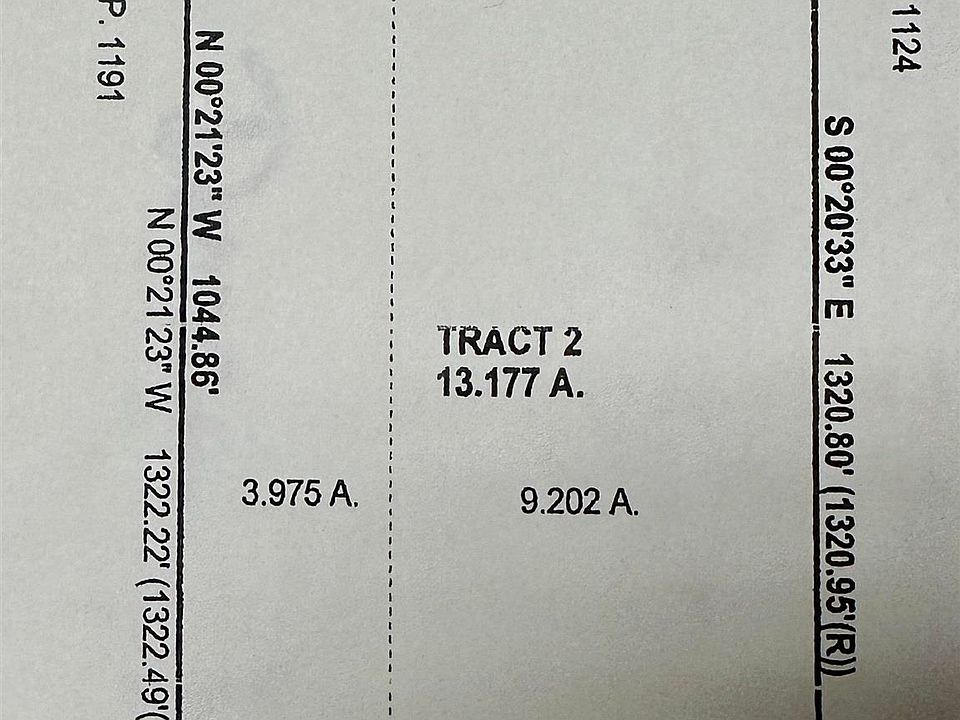 P. 1191
N 00°21'23" W 1044.86'
N 00°21'23" W 1322.22' (1322.49'(
TRACT 2
13.177 A.
3.975 A.
9.202 A.
S 00°20'33" E 1320.80' (1320.95'(R))
1124